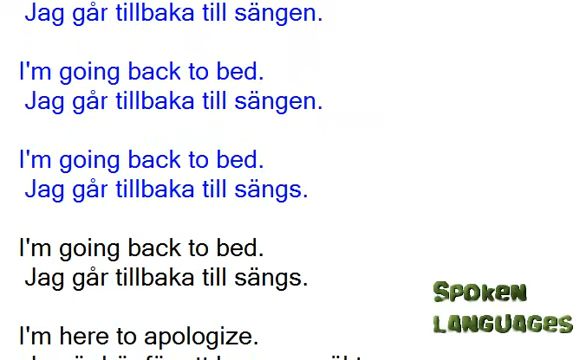 Jag går tillbaka till sängen.
I'm going back to bed.
Jag går tillbaka till sängen.
I'm going back to bed.
Jag går tillbaka till sängs.
I'm going back to bed.
Jag går tillbaka till sängs.
I'm here to apologize.
Spoken
Languages